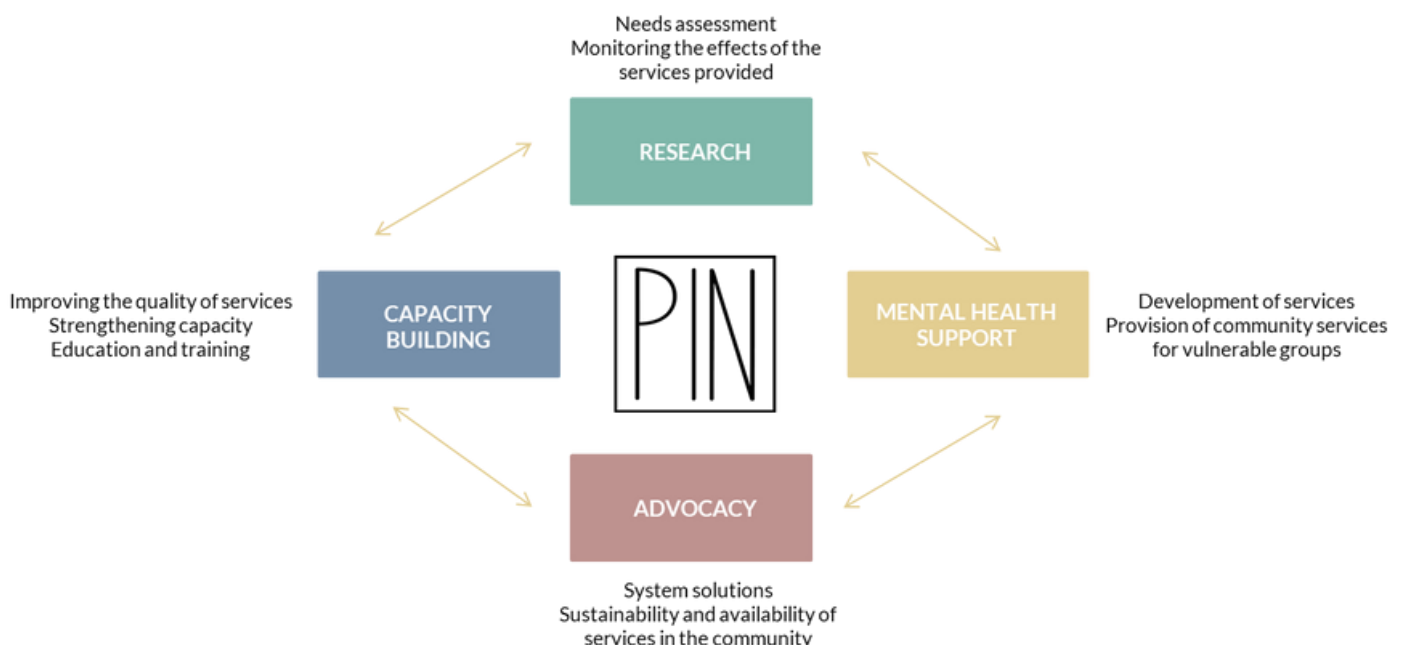 Needs assessment
Monitoring the effects of the
services provided
RESEARCH
CAPACITY
BUILDING
Improving the quality of services
Strengthening capacity
Education and training
PIN
MENTAL HEALTH
SUPPORT
Development of services
Provision of community services
for vulnerable groups
ADVOCACY
System solutions
Sustainability and availability of
services in the community